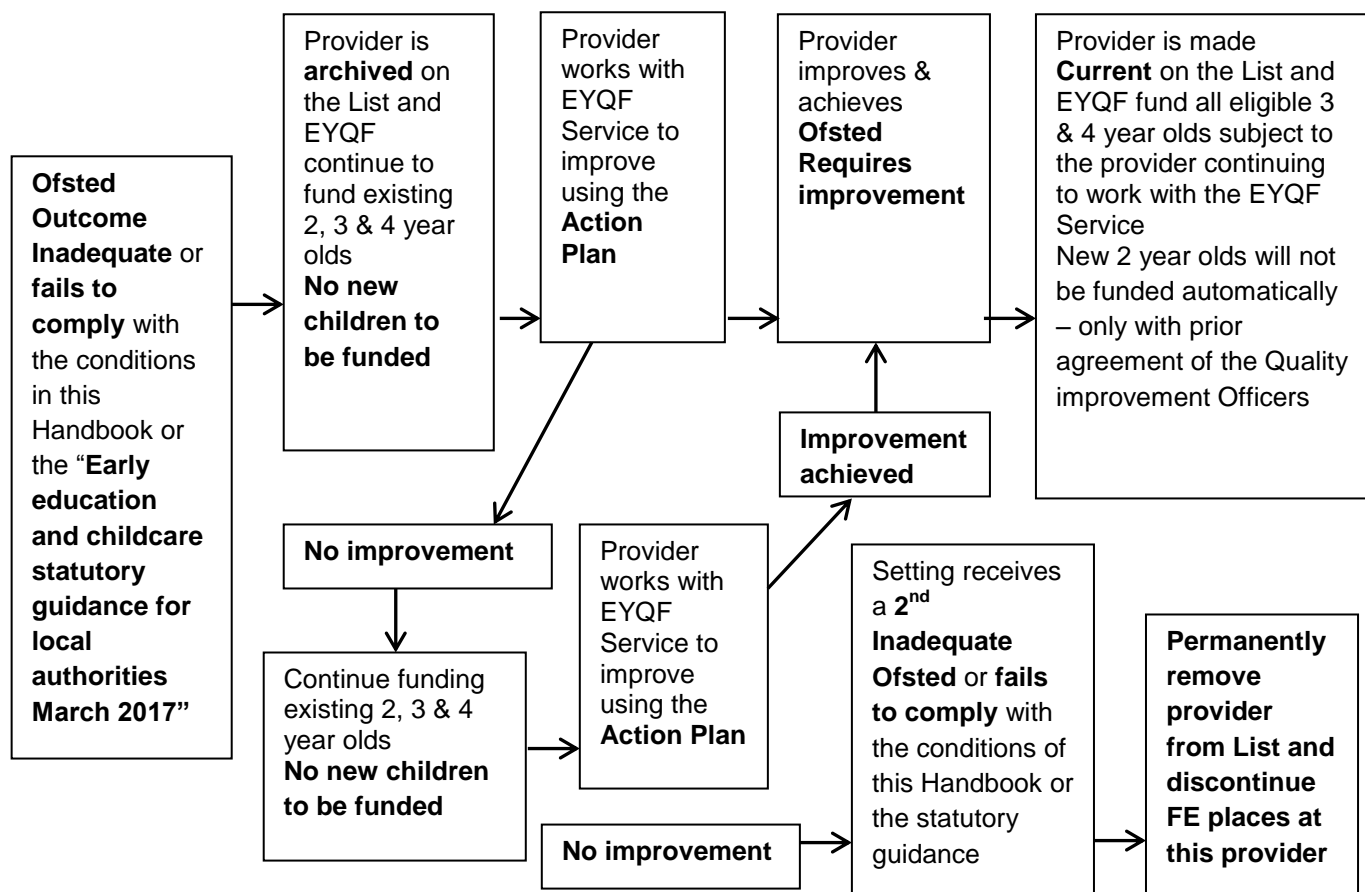 Ofsted
Outcome
Inadequate or
fails to
comply with
the conditions
in this
Handbook or
the “Early
education
and childcare
statutory
guidance for
local
authorities
March 2017”
Provider is
archived on
the List and
EYQF
continue to
fund existing
2, 3 & 4 year
olds
No new
children to
be funded
Provider
works with
EYQF
Service to
improve
using the
Action
Plan
Provider
improves &
achieves
Ofsted
Requires
improvement
Provider is made
Current on the List and
EYQF fund all eligible 3
& 4 year olds subject to
the provider continuing
to work with the EYQF
Service
New 2 year olds will not
be funded automatically
– only with prior
agreement of the Quality
improvement Officers
No improvement
Continue funding
existing 2, 3 & 4
year olds
No new children
to be funded
Provider
works with
EYQF
Service to
improve
using the
Action Plan
Improvement
achieved
No improvement
Setting receives
a 2nd
Inadequate
Ofsted or fails
to comply with
the conditions of
this Handbook or
the statutory
guidance
Permanently
remove
provider
from List and
discontinue
FE places at
this provider